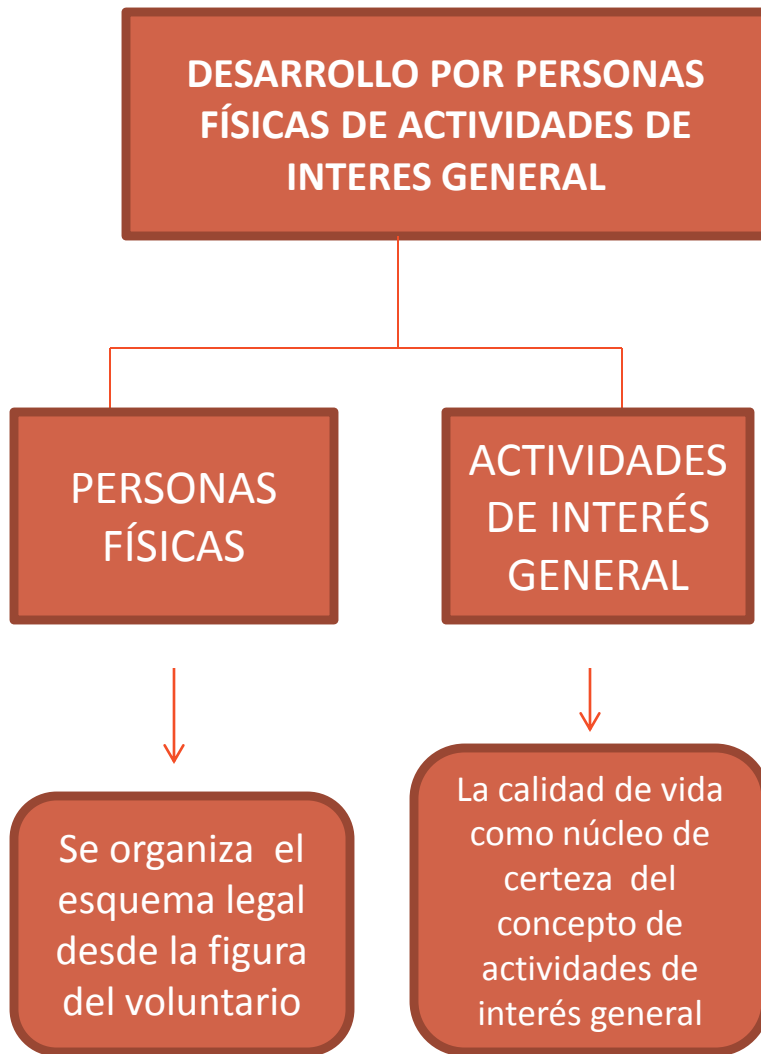 DESARROLLO POR PERSONAS
FÍSICAS DE ACTIVIDADES DE
INTERES GENERAL
PERSONAS
FÍSICAS
ACTIVIDADES
DE INTERÉS
GENERAL
Se organiza el
esquema legal
desde la figura
del voluntario
La calidad de vida
como núcleo de
certeza del
concepto de
actividades de
interés general